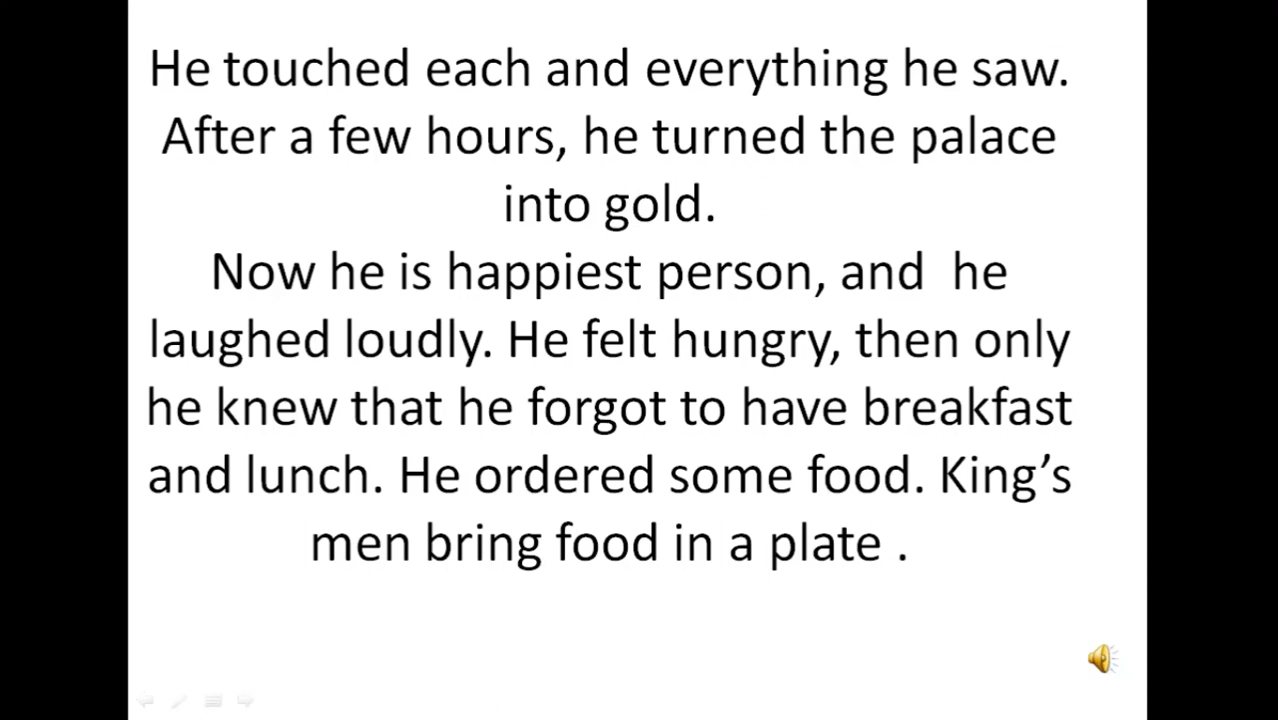 He touched each and everything he saw.
After a few hours, he turned the palace
into gold.
Now he is happiest person, and  he
laughed loudly. He felt hungry, then only
he knew that he forgot to have breakfast
and lunch. He ordered some food. King’s
men bring food in a plate .